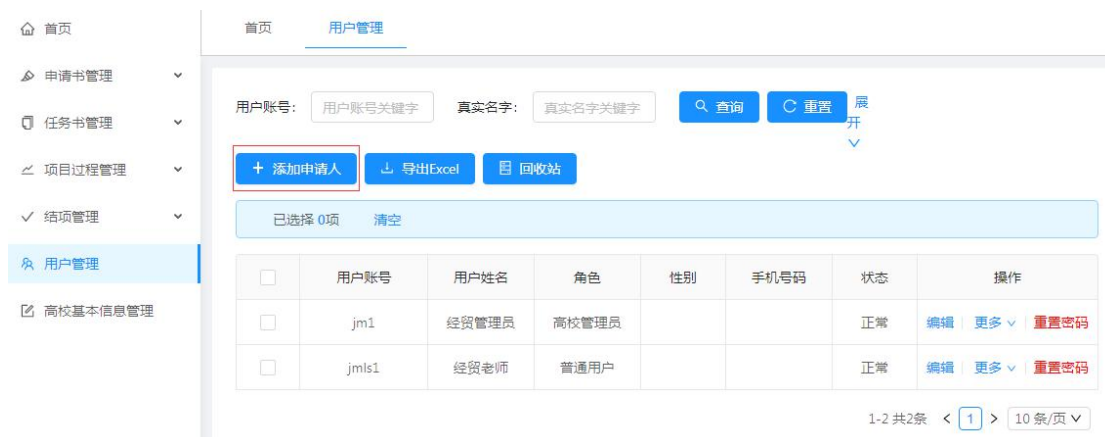 首页
申请书管理
任务书管理
项目过程管理
结项管理
用户管理
高校基本信息管理
首页 用户管理
用户账号: 用户账号关键字 真实名字: 真实名字关键字 查询 重置 展开
+ 添加申请人 导出Excel 回收站
已选择 0项 清空
用户账号 用户姓名 角色 性别 手机号码 状态 操作
jm1 经贸管理员 高校管理员 正常 编辑 更多 重置密码
jmls1 经贸老师 普通用户 正常 编辑 更多 重置密码
1-2 共2条 < 1 > 10 条/页